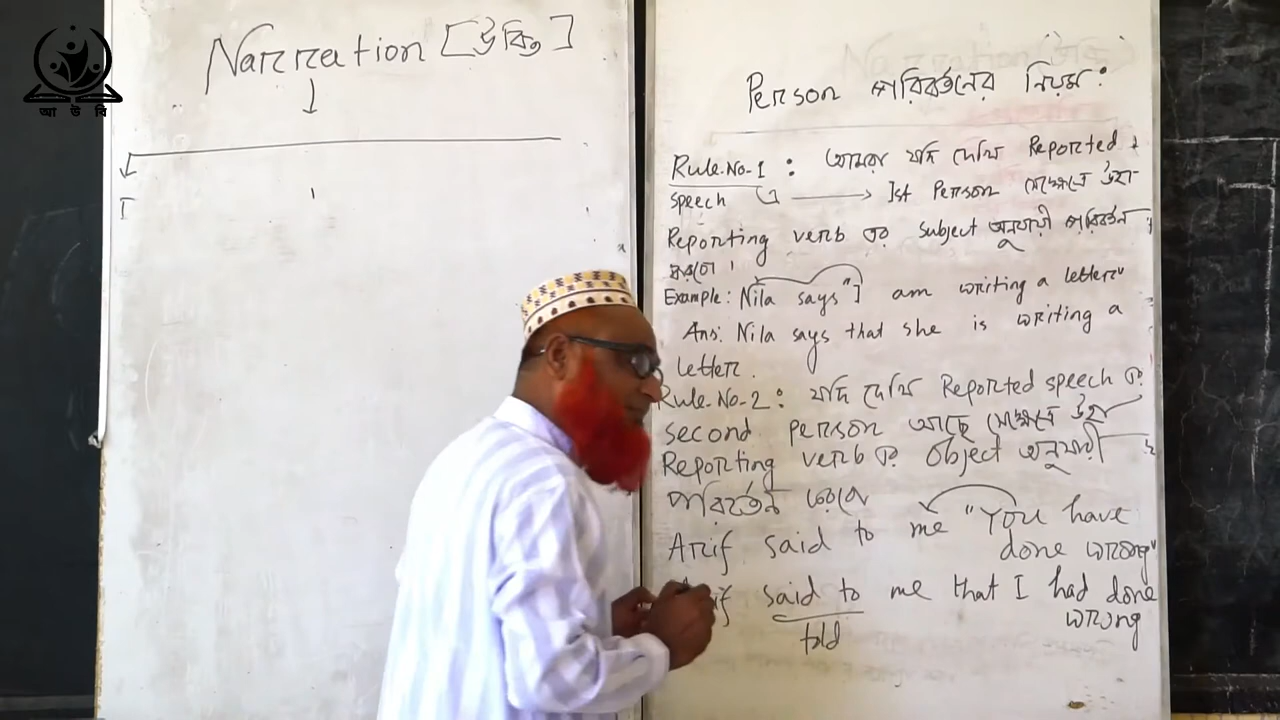 আ উ বি
Narration [উক্তি]
I
Person পরিবর্তনের নিয়ম :
Rule.No-1 : আমরা যদি দেখি Reported
speech এ → 1st Person সেক্ষেত্রে উহা
Reporting verb এর subject অনুযায়ী পরিবর্তন
হবে।
Example: Nila says "I am writing a letter"
Ans: Nila says that she is writing a
letter.
Rule.No-2 : যদি দেখি Reported speech এ
second person আছে সেক্ষেত্রে উহা
Reporting verb এর object অনুযায়ী
পরিবর্তন হবে
Arif said to me "You have
done wrong"
Arif said to me that I had done
wrong
told